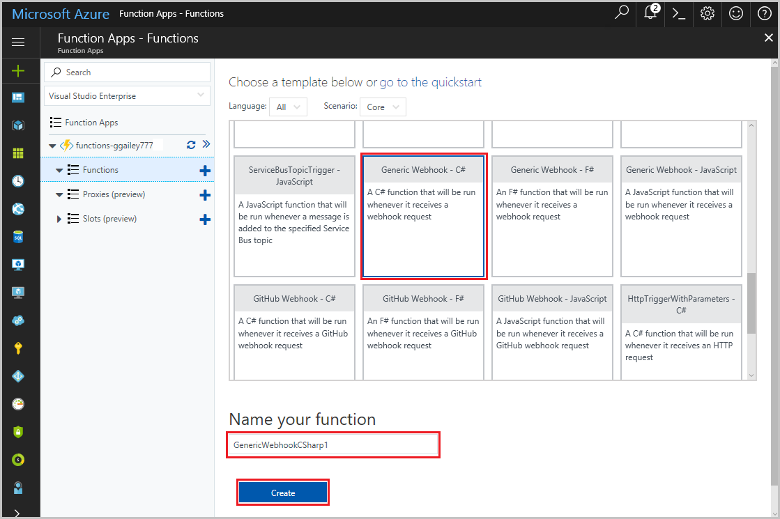 Microsoft Azure Function Apps - Functions
2
Function Apps - Functions
Function Apps
Search
Visual Studio Enterprise
Function Apps
functions-ggailey777
Functions
Proxies (preview)
Slots (preview)
Choose a template below or go to the quickstart
Language: All Scenario: Core
ServiceBusTopicTrigger -
JavaScript
A JavaScript function that will
be run whenever a message is
added to the specified Service
Bus topic
Generic Webhook - C#
A C# function that will be run
whenever it receives a
webhook request
Generic Webhook - F#
An F# function that will be run
whenever it receives a
webhook request
Generic Webhook - JavaScript
A JavaScript function that will
be run whenever it receives a
webhook request
GitHub Webhook - C#
A C# function that will be run
whenever it receives a GitHub
webhook request
GitHub Webhook - F#
An F# function that will be run
whenever it receives a GitHub
webhook request
GitHub Webhook - JavaScript
A JavaScript function that will
be run whenever it receives a
GitHub webhook request
HttpTriggerWithParameters -
C#
A C# function that will be run
whenever it receives an HTTP
request
Name your function
GenericWebhookCSharp1
Create